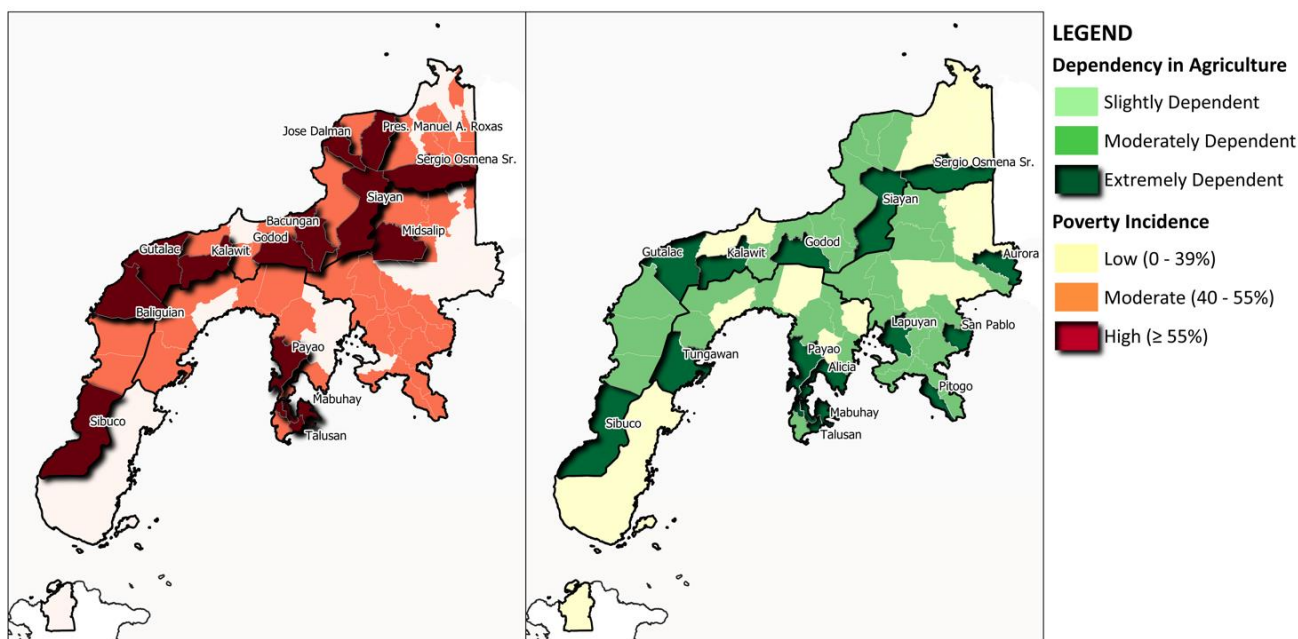 Jose Dalman
Pres. Manuel A. Roxas
Sergio Osmena Sr.
Siayan
Bacungan
Midsalip
Gutalac
Kalawit
Godod
Baliguian
Payao
Mabuhay
Talusan
Sibuco
Sergio Osmena Sr.
Siayan
Gutalac
Kalawit
Godod
Aurora
Lapuyan
San Pablo
Tungawan
Payao
Alicia
Pitogo
Mabuhay
Talusan
Sibuco
LEGEND
Dependency in Agriculture
Slightly Dependent
Moderately Dependent
Extremely Dependent
Poverty Incidence
Low (0 - 39%)
Moderate (40 - 55%)
High (≥ 55%)